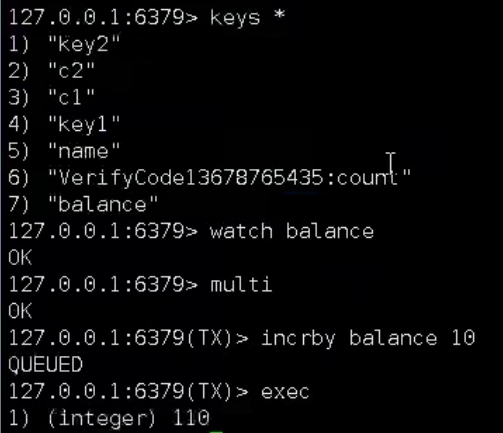 127.0.0.1:6379> keys *
1) "key2"
2) "c2"
3) "c1"
4) "key1"
5) "name"
6) "VerifyCode13678765435:count"
7) "balance"
127.0.0.1:6379> watch balance
OK
127.0.0.1:6379> multi
OK
127.0.0.1:6379(TX)> incrby balance 10
QUEUED
127.0.0.1:6379(TX)> exec
1) (integer) 110